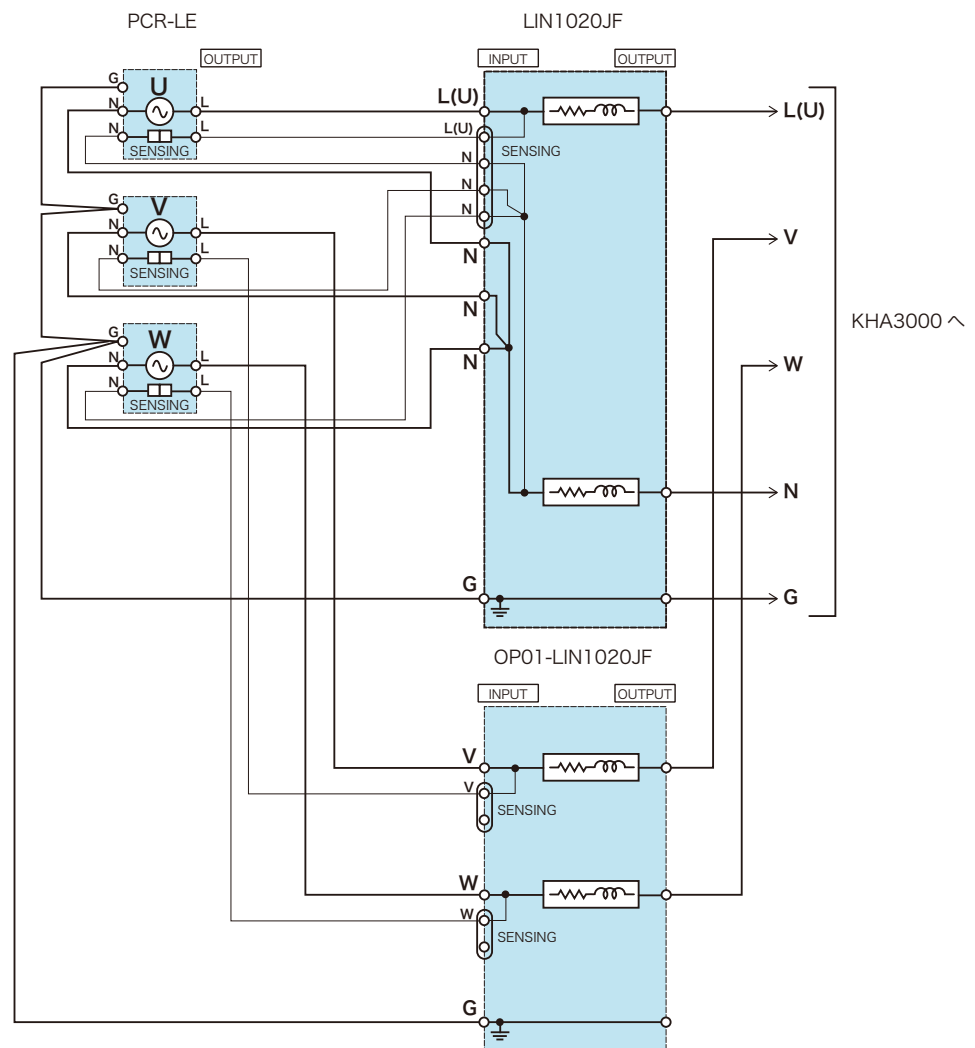 PCR-LE
LIN1020JF
OUTPUT
INPUT
OUTPUT
G
U
N
L
N
L
SENSING
L(U)
L(U)
SENSING
N
N
N
N
N
N
L(U)
G
V
N
L
N
L
SENSING
V
G
W
N
L
N
L
SENSING
W
KHA3000 へ
N
G
G
OP01-LIN1020JF
INPUT
OUTPUT
V
V
SENSING
W
W
SENSING
G